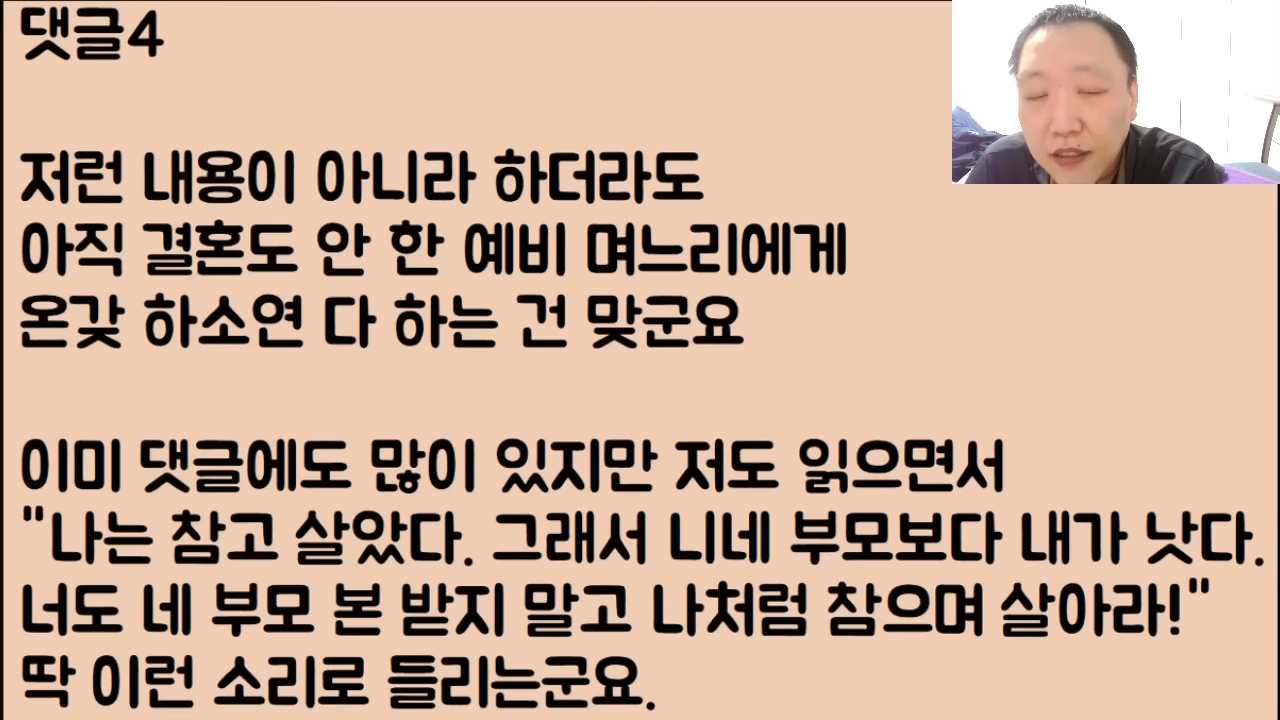 댓글4
저런 내용이 아니라 하더라도
아직 결혼도 안 한 예비 며느리에게
온갖 하소연 다 하는 건 맞군요
이미 댓글에도 많이 있지만 저도 읽으면서
"나는 참고 살았다. 그래서 니네 부모보다 내가 낫다.
너도 네 부모 본 받지 말고 나처럼 참으며 살아라!"
딱 이런 소리로 들리는군요.